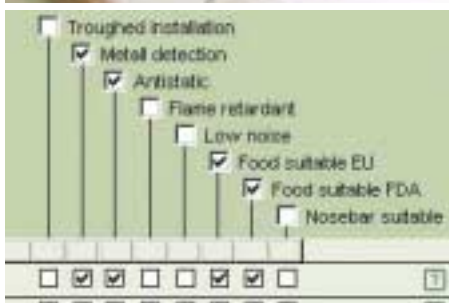 Troughed installation
Metall detection
Antistatic
Flame retardant
Low noise
Food suitable EU
Food suitable FDA
Nosebar suitable